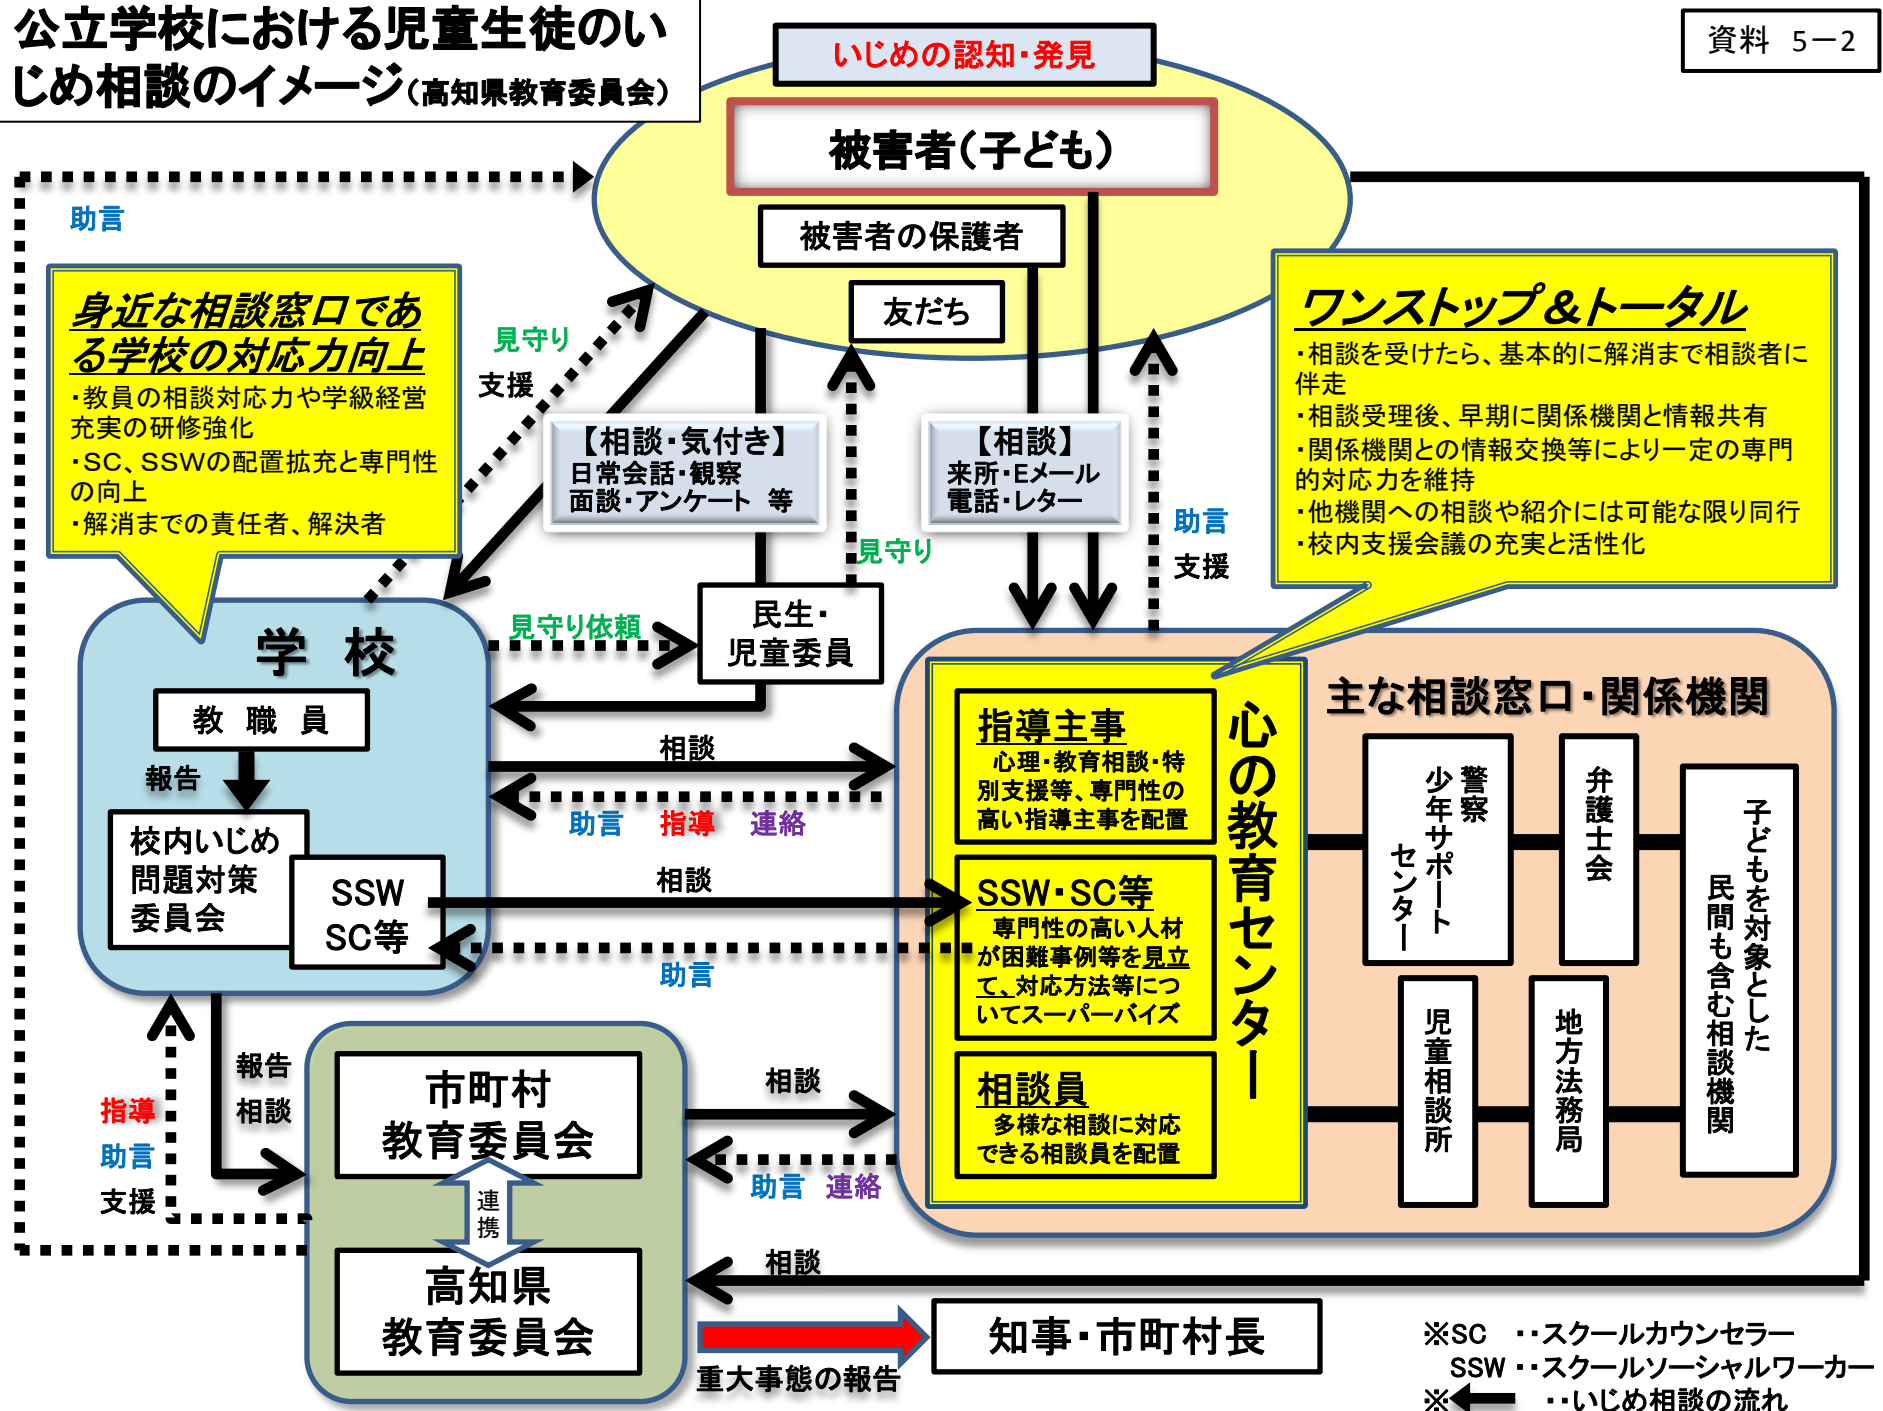 公立学校における児童生徒のい
じめ相談のイメージ(高知県教育委員会)
資料 5-2
いじめの認知・発見
被害者(子ども)
被害者の保護者
友だち
助言
身近な相談窓口であ
る学校の対応力向上
・教員の相談対応力や学級経営
充実の研修強化
・SC、SSWの配置拡充と専門性
の向上
・解消までの責任者、解決者
見守り
支援
【相談・気付き】
日常会話・観察
面談・アンケート 等
【相談】
来所・Eメール
電話・レター
見守り
助言
支援
ワンストップ&トータル
・相談を受けたら、基本的に解消まで相談者に
伴走
・相談受理後、早期に関係機関と情報共有
・関係機関との情報交換等により一定の専門
的対応力を維持
・他機関への相談や紹介には可能な限り同行
・校内支援会議の充実と活性化
学 校
見守り依頼
民生・
児童委員
教 職 員
報告
校内いじめ
問題対策
委員会
SSW
SC等
相談
助言 指導 連絡
相談
助言
心の教育センター
指導主事
心理・教育相談・特
別支援等、専門性の
高い指導主事を配置
SSW・SC等
専門性の高い人材
が困難事例等を見立
て、対応方法等につ
いてスーパーバイズ
相談員
多様な相談に対応
できる相談員を配置
主な相談窓口・関係機関
警察
少年サポート
センター
弁護士会
子どもを対象とした
民間も含む相談機関
児童相談所
地方法務局
報告
相談
指導
助言
支援
市町村
教育委員会
連携
高知県
教育委員会
相談
助言 連絡
相談
重大事態の報告
知事・市町村長
※SC ・・スクールカウンセラー
SSW・・スクールソーシャルワーカー
※ ・・いじめ相談の流れ